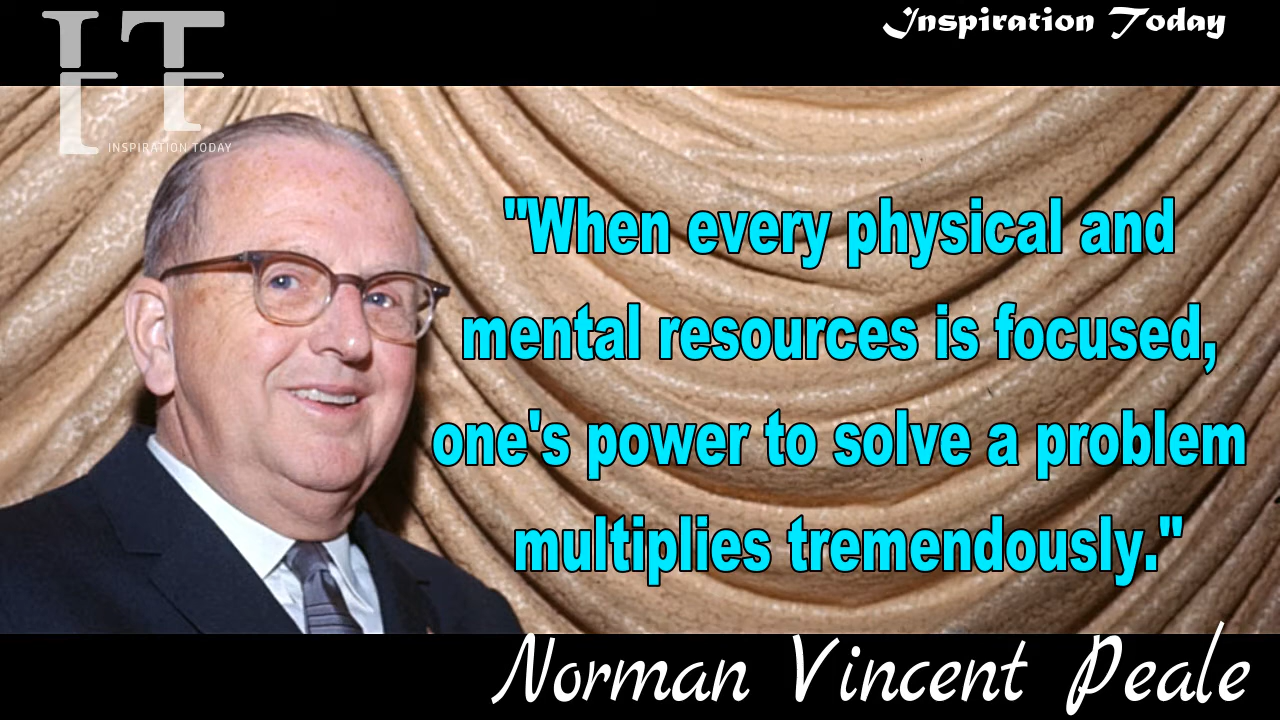 IT
Inspiration Today
INSPIRATION TODAY
"When every physical and
mental resources is focused,
one's power to solve a problem
multiplies tremendously."
Norman Vincent Peale